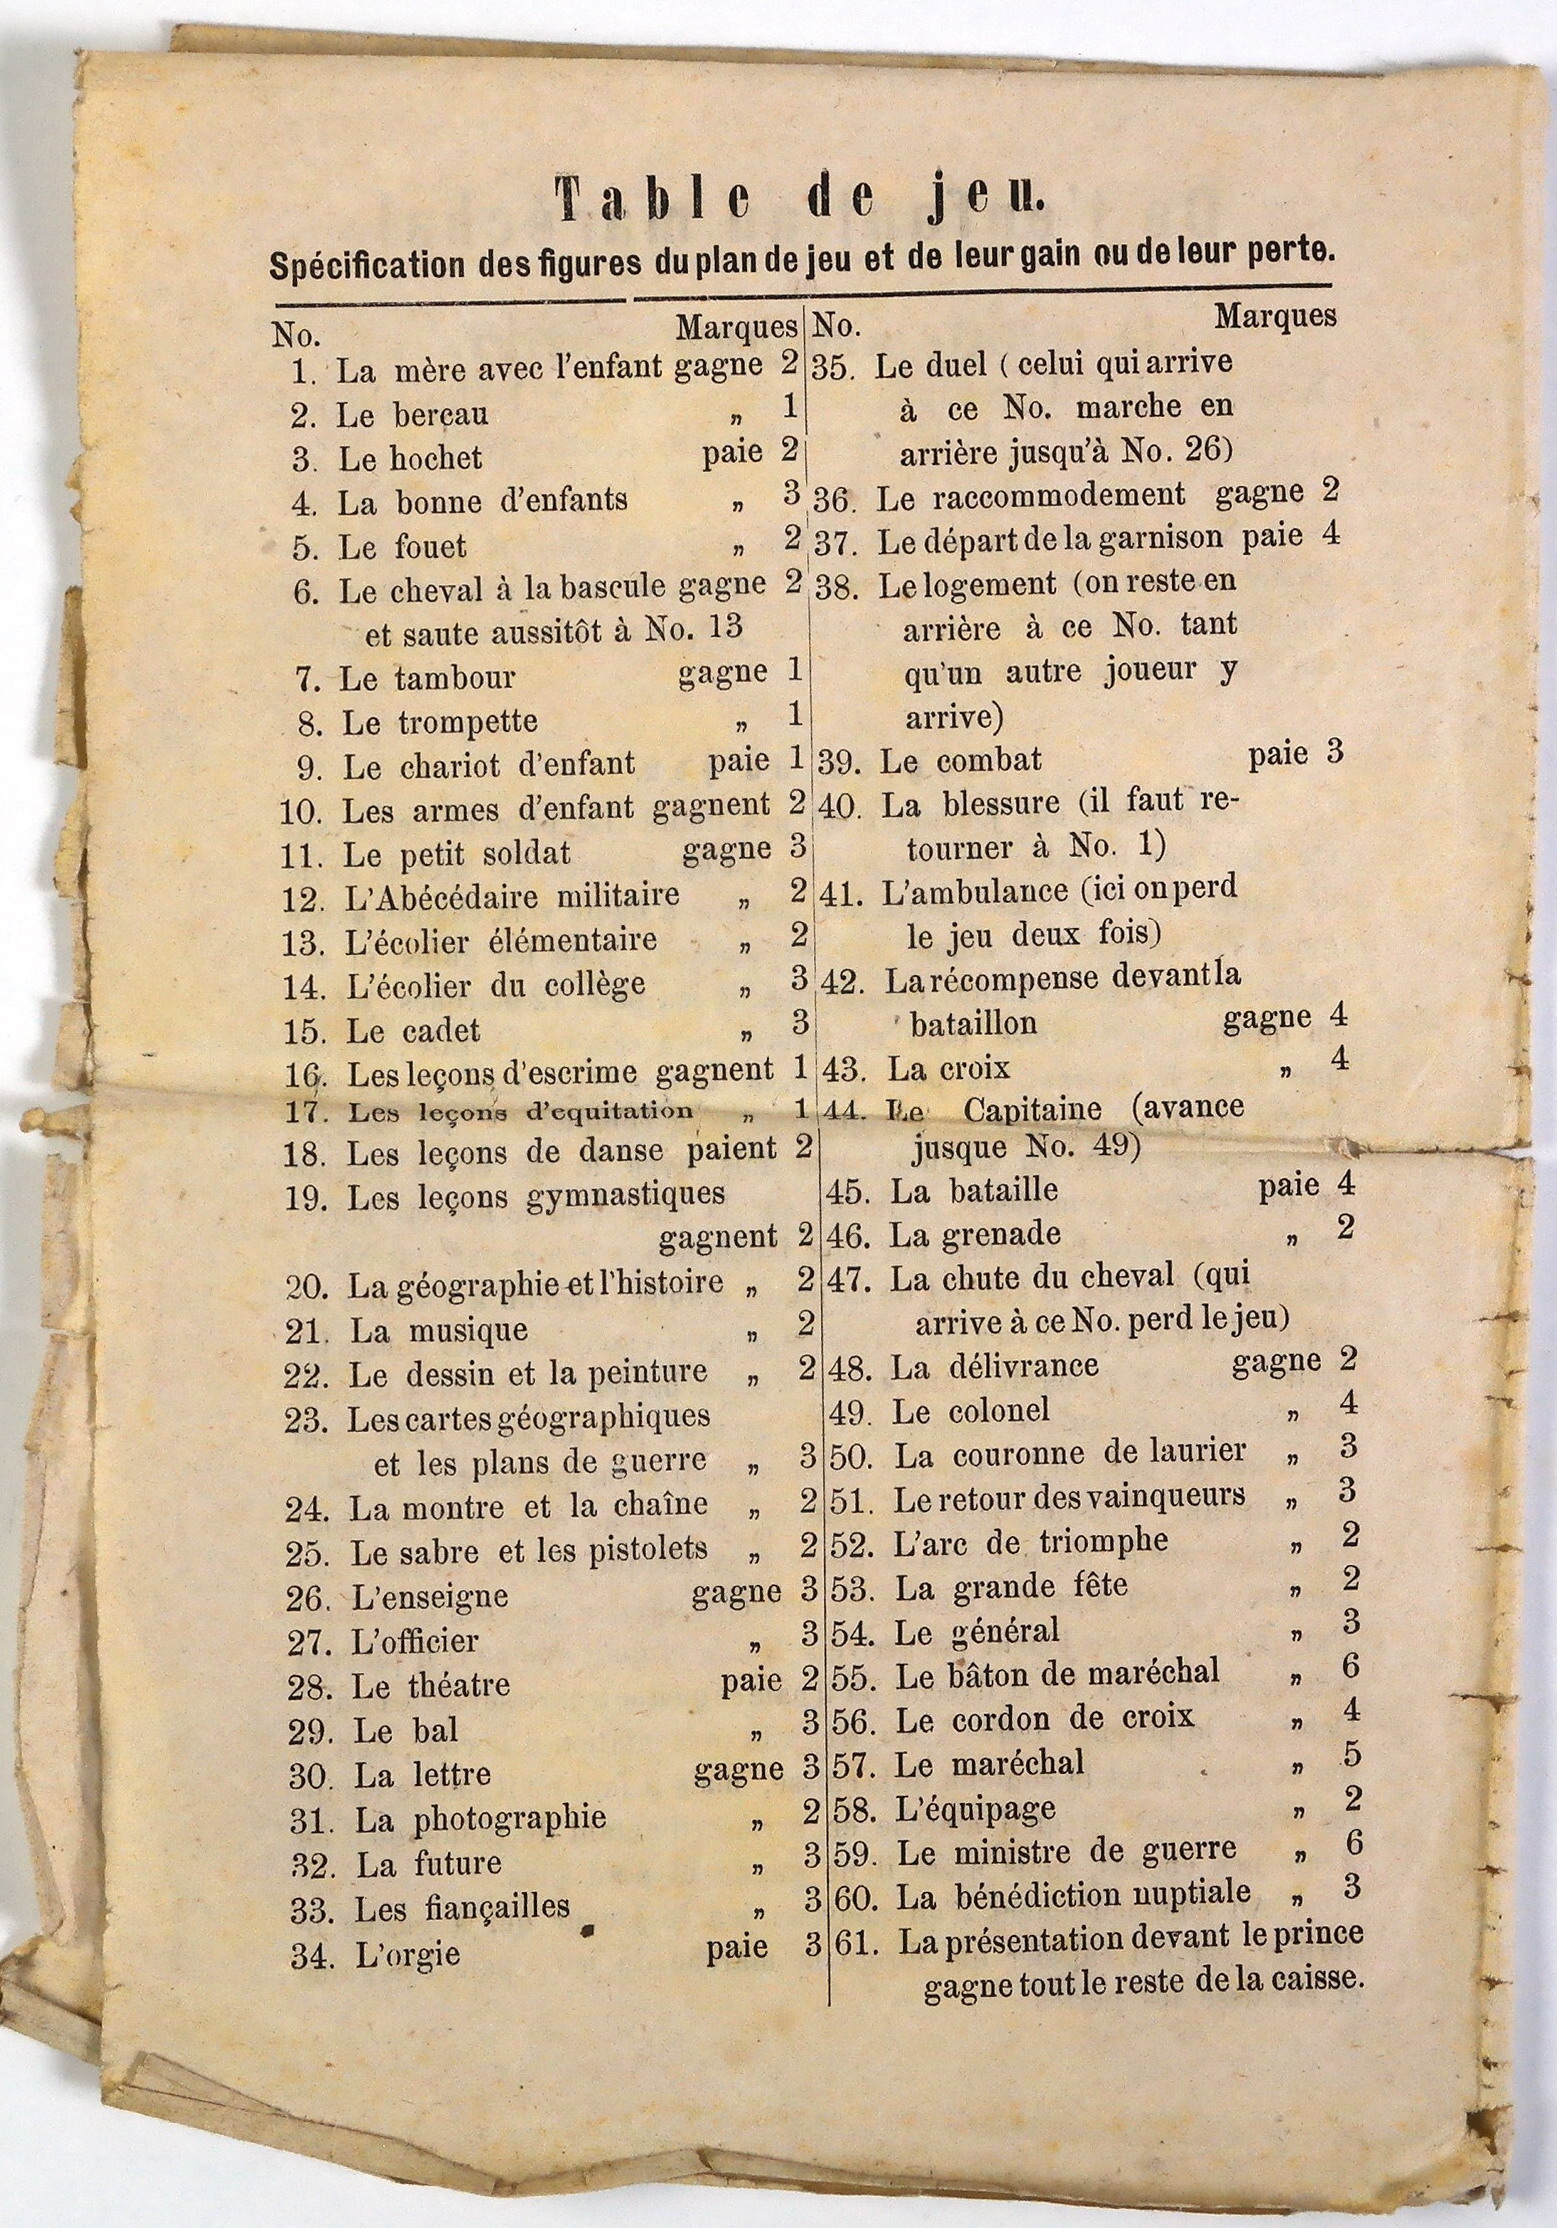 Table de jeu.
Spécification des figures du plan de jeu et de leur gain ou de leur perte.
No. Marques
1. La mère avec l'enfant gagne 2
2. Le berceau „ 1
3. Le hochet paie 2
4. La bonne d'enfants „ 3
5. Le fouet „ 2
6. Le cheval à la bascule gagne 2
et saute aussitôt à No. 13
7. Le tambour gagne 1
8. Le trompette „ 1
9. Le chariot d'enfant paie 1
10. Les armes d'enfant gagnent 2
11. Le petit soldat gagne 3
12. L'Abécédaire militaire „ 2
13. L'écolier élémentaire „ 2
14. L'écolier du collège „ 3
15. Le cadet „ 3
16. Les leçons d'escrime gagnent 1
17. Les leçons d'equitation „ 1
18. Les leçons de danse paient 2
19. Les leçons gymnastiques
gagnent 2
20. La géographie et l'histoire „ 2
21. La musique „ 2
22. Le dessin et la peinture „ 2
23. Les cartes géographiques
et les plans de guerre „ 3
24. La montre et la chaîne „ 2
25. Le sabre et les pistolets „ 2
26. L'enseigne gagne 3
27. L'officier „ 3
28. Le théatre paie 2
29. Le bal „ 3
30. La lettre gagne 3
31. La photographie „ 2
32. La future „ 3
33. Les fiançailles „ 3
34. L'orgie paie 3
No. Marques
35. Le duel (celui qui arrive
à ce No. marche en
arrière jusqu'à No. 26)
36. Le raccommodement gagne 2
37. Le départ de la garnison paie 4
38. Le logement (on reste en
arrière à ce No. tant
qu'un autre joueur y
arrive)
39. Le combat paie 3
40. La blessure (il faut re-
tourner à No. 1)
41. L'ambulance (ici on perd
le jeu deux fois)
42. La récompense devant la
bataillon gagne 4
43. La croix „ 4
44. Le Capitaine (avance
jusque No. 49)
45. La bataille paie 4
46. La grenade „ 2
47. La chute du cheval (qui
arrive à ce No. perd le jeu)
48. La délivrance gagne 2
49. Le colonel „ 4
50. La couronne de laurier „ 3
51. Le retour des vainqueurs „ 3
52. L'arc de triomphe „ 2
53. La grande fête „ 2
54. Le général „ 3
55. Le bâton de maréchal „ 6
56. Le cordon de croix „ 4
57. Le maréchal „ 5
58. L'équipage „ 2
59. Le ministre de guerre „ 6
60. La bénédiction nuptiale „ 3
61. La présentation devant le prince
gagne tout le reste de la caisse.